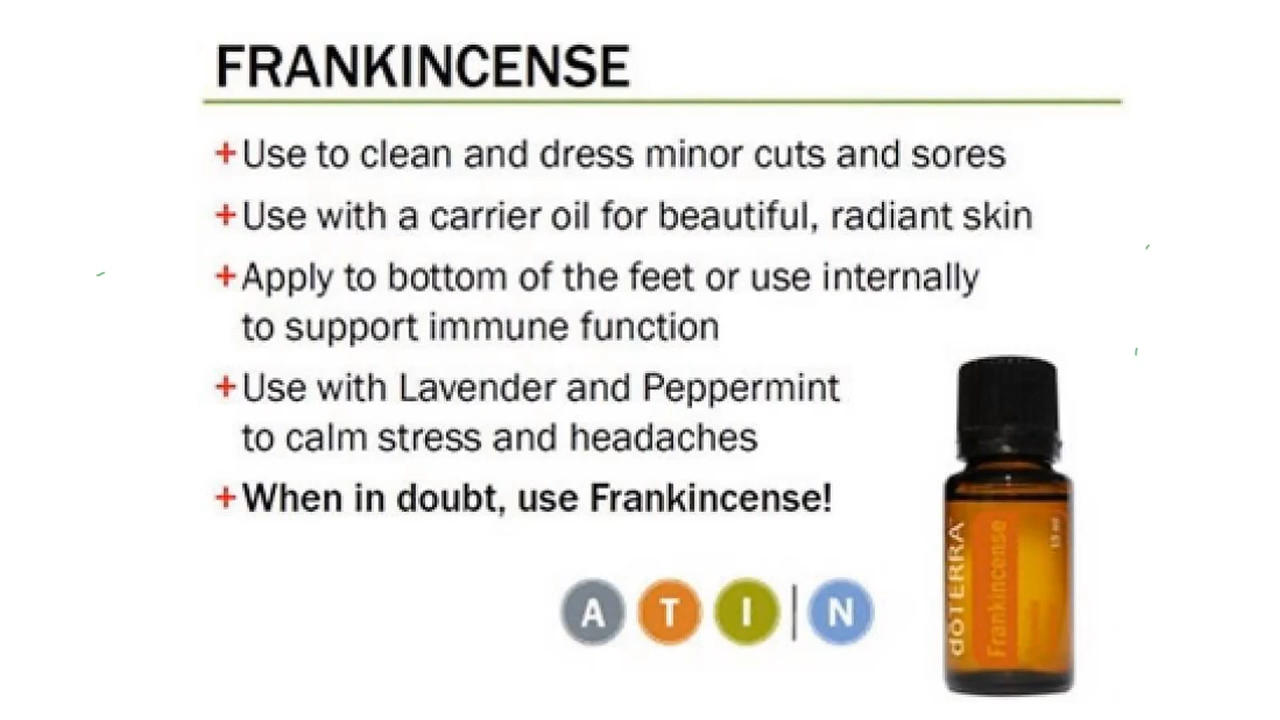 FRANKINCENSE
+Use to clean and dress minor cuts and sores
+Use with a carrier oil for beautiful, radiant skin
+Apply to bottom of the feet or use internally
to support immune function
+Use with Lavender and Peppermint
to calm stress and headaches
+When in doubt, use Frankincense!
A T I | N
dōTERRA
Frankincense
15 ml